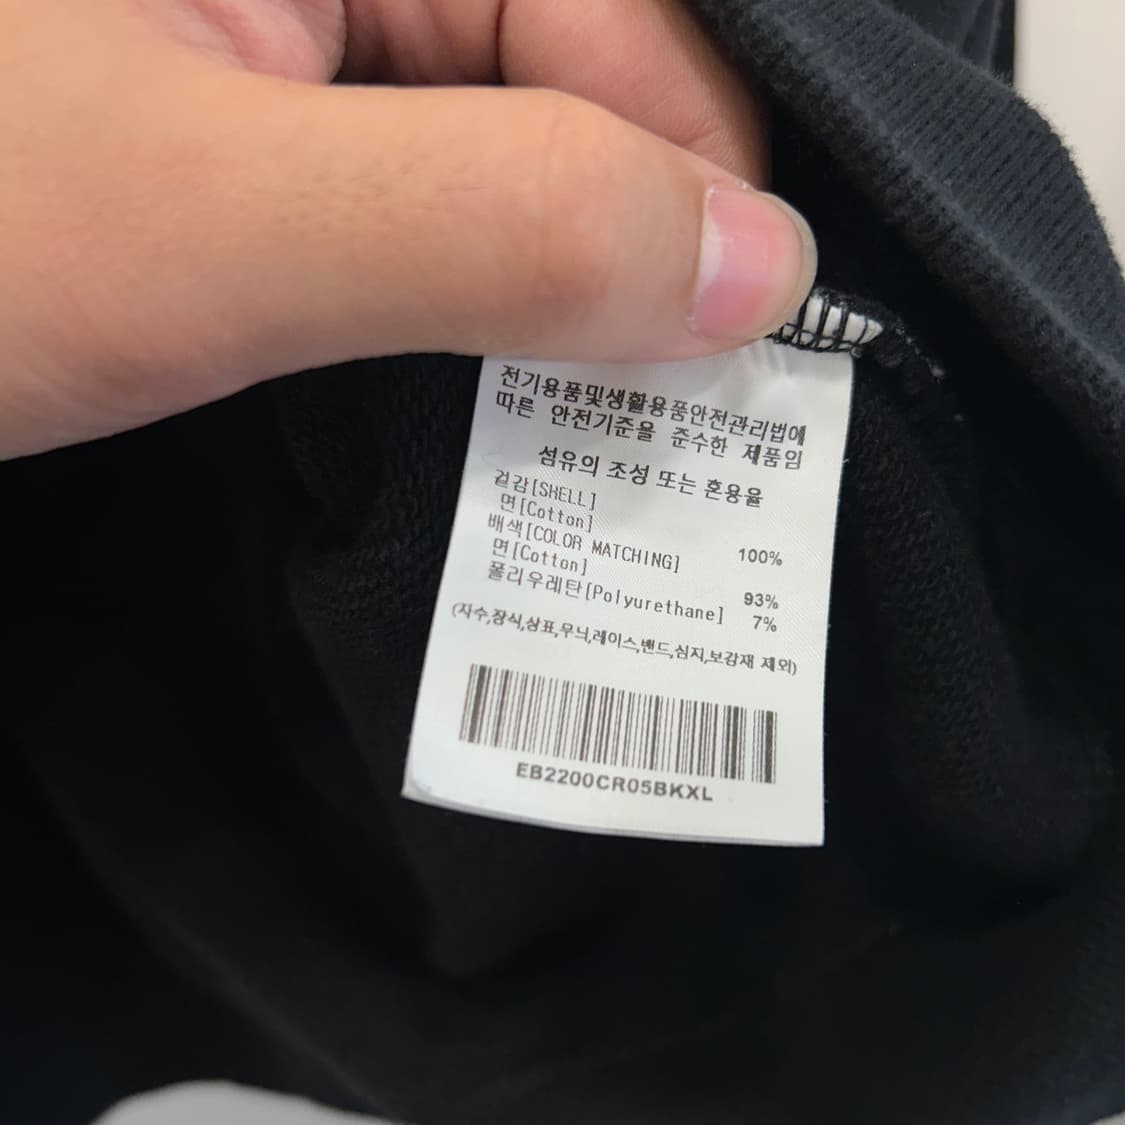 전기용품및생활용품안전관리법에
따른 안전기준을 준수한 제품임
섬유의 조성 또는 혼용율
겉감[SHELL]
면[Cotton] 100%
배색[COLOR MATCHING]
면[Cotton] 93%
폴리우레탄[Polyurethane] 7%
(자수,장식,상표,무늬,레이스,밴드,심지,보강재 제외)
EB2200CR05BKXL